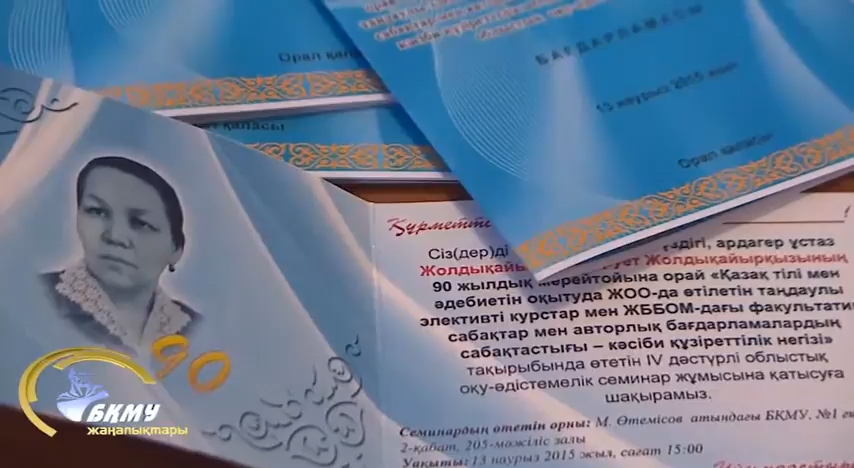 Орал қаласы
қаласы
БАҒДАРЛАМАСЫ
13 наурыз 2015 жыл
Орал қаласы
90
Құрметті
Сіз(дер)ді ардагер ұстаз
Жолдықайырқызының
90 жылдық мерейтойына орай «Қазақ тілі мен
әдебиетін оқытуда ЖОО-да өтілетін таңдаулы
элективті курстар мен ЖББОМ-дағы факультатив
сабақтар мен авторлық бағдарламалардың
сабақтастығы – кәсіби құзіреттілік негізі»
тақырыбында өтетін IV дәстүрлі облыстық
оқу-әдістемелік семинар жұмысына қатысуға
шақырамыз.
Семинардың өтетін орны: М. Өтемісов атындағы БҚМУ, №1
2-қабат, 205-мәжіліс залы
Уақыты: 13 наурыз 2015 жыл, сағат 15:00
БҚМУ
жаңалықтары